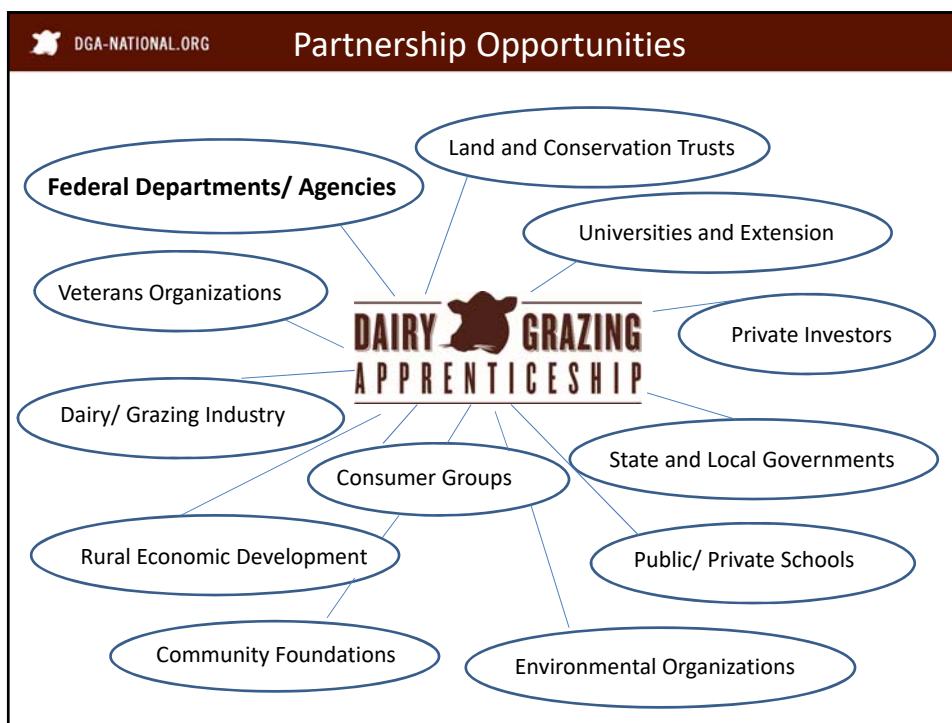 DGA-NATIONAL.ORG
Partnership Opportunities
Land and Conservation Trusts
Federal Departments/ Agencies
Universities and Extension
Veterans Organizations
Private Investors
DAIRY GRAZING
APPRENTICESHIP
Dairy/ Grazing Industry
State and Local Governments
Consumer Groups
Rural Economic Development
Public/ Private Schools
Community Foundations
Environmental Organizations